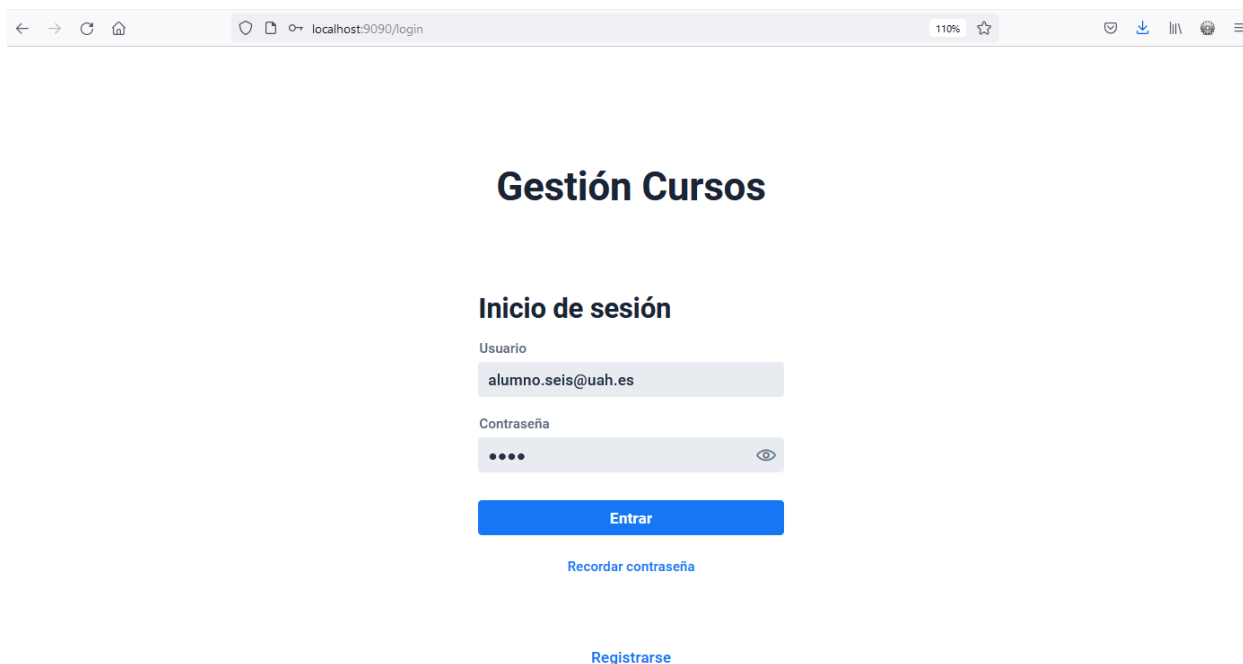 localhost:9090/login
110%
Gestión Cursos
Inicio de sesión
Usuario
alumno.seis@uah.es
Contraseña
••••
Entrar
Recordar contraseña
Registrarse